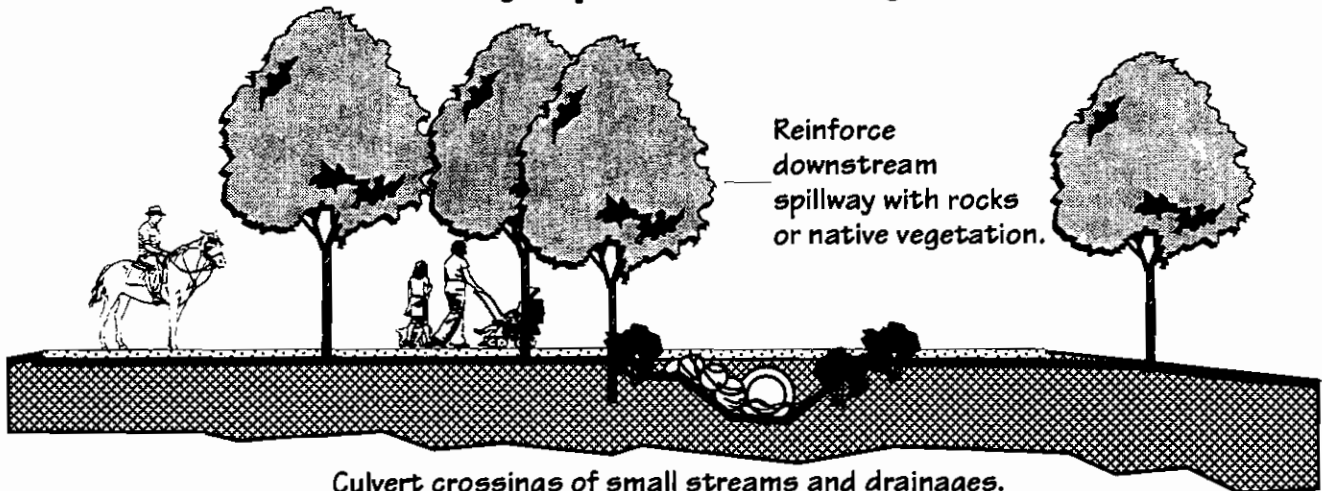 Reinforce
downstream
spillway with rocks
or native vegetation.
Culvert crossings of small streams and drainages.